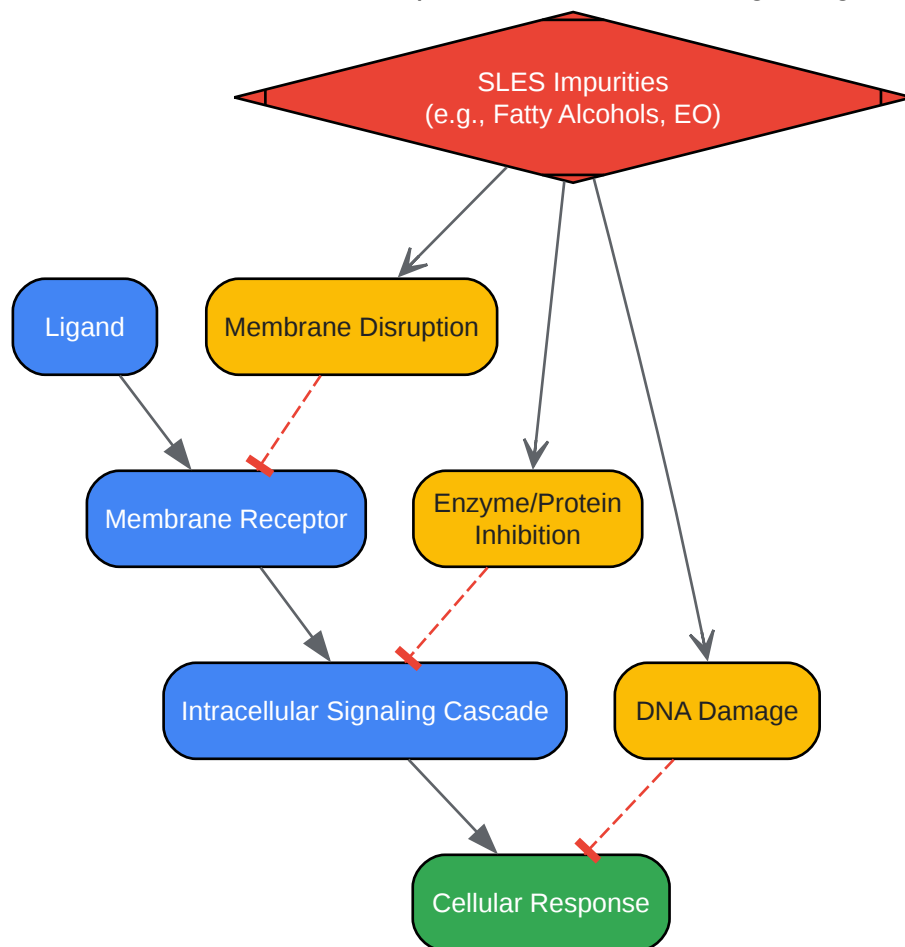 SLES Impurities
(e.g., Fatty Alcohols, EO)
Ligand
Membrane Disruption
Membrane Receptor
Enzyme/Protein
Inhibition
Intracellular Signaling Cascade
DNA Damage
Cellular Response